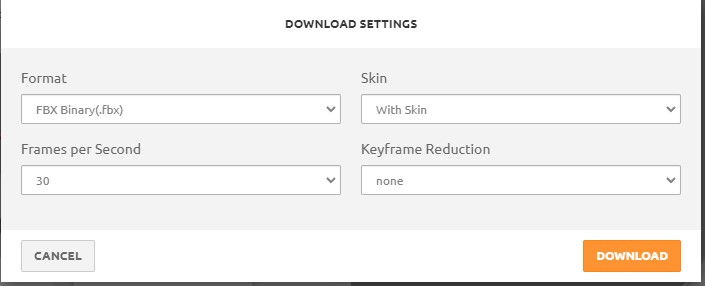 DOWNLOAD SETTINGS
Format
Skin
FBX Binary(.fbx)
With Skin
Frames per Second
Keyframe Reduction
30
none
CANCEL
DOWNLOAD